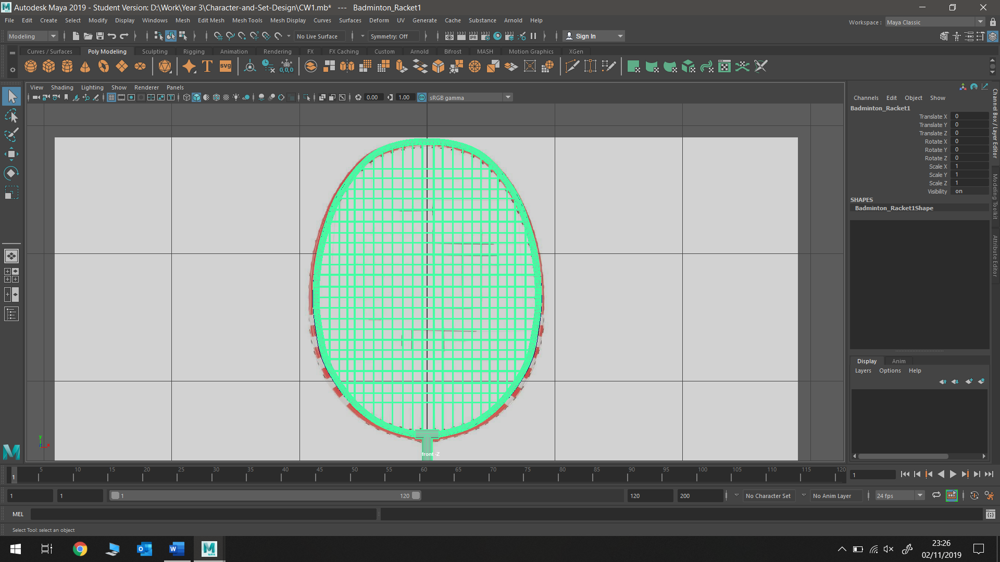 Autodesk Maya 2019 - Student Version: D:\Work\Year 3\Character-and-Set-Design\CW1.mb* --- Badminton_Racket1
File Edit Create Select Modify Display Windows Mesh Edit Mesh Mesh Tools Mesh Display Curves Surfaces Deform UV Generate Cache Substance Arnold Help
Workspace : Maya Classic
Modeling No Live Surface Symmetry: Off Sign In
Curves / Surfaces Poly Modeling Sculpting Rigging Animation Rendering FX FX Caching Custom Arnold Bifrost MASH Motion Graphics XGen
View Shading Lighting Show Renderer Panels
0.00 1.00 ON sRGB gamma
Channels Edit Object Show
Badminton_Racket1
Translate X 0
Translate Y 0
Translate Z 0
Rotate X 0
Rotate Y 0
Rotate Z 0
Scale X 1
Scale Y 1
Scale Z 1
Visibility on
SHAPES
Badminton_Racket1Shape
Channel Box / Layer Editor
Modeling Toolkit
Attribute Editor
Display Anim
Layers Options Help
y
z x
front -Z
1 5 10 15 20 25 30 35 40 45 50 55 60 65 70 75 80 85 90 95 100 105 110 115 120 1
1 1 1 120 120 200 No Character Set No Anim Layer 24 fps
MEL
Select Tool: select an object
23:26
02/11/2019